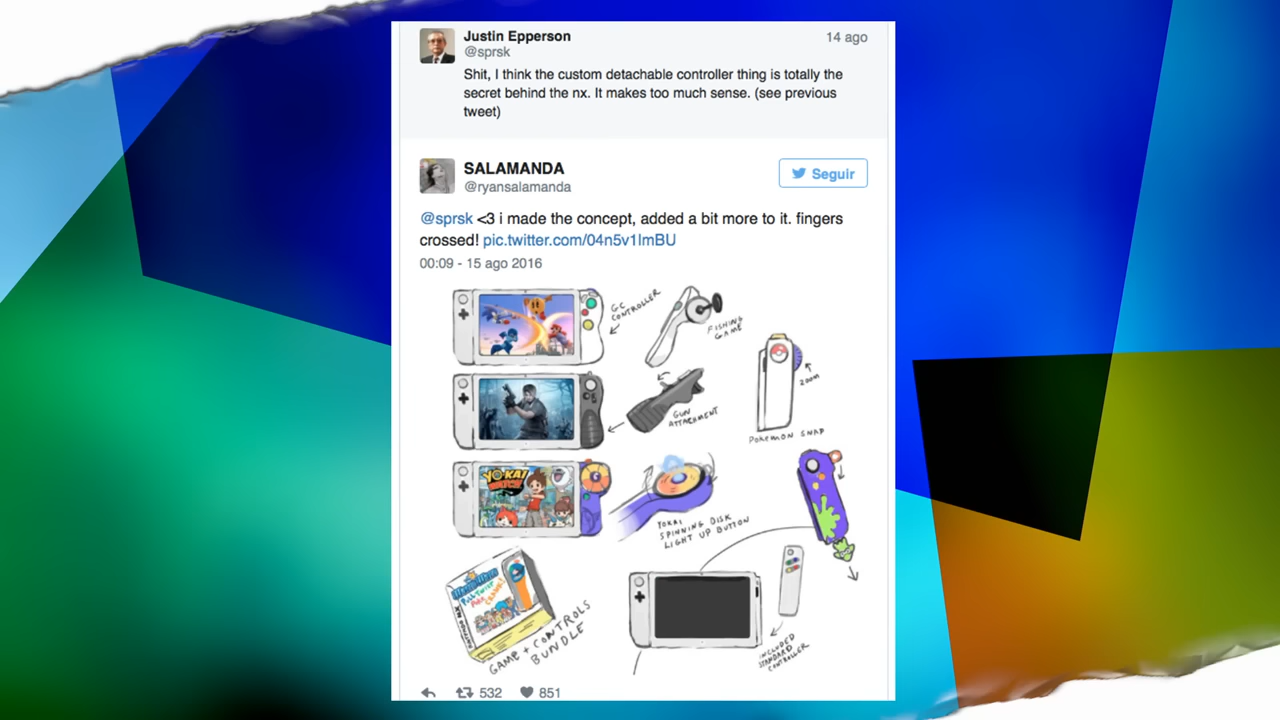 Justin Epperson
14 ago
@sprsk
Shit, I think the custom detachable controller thing is totally the
secret behind the nx. It makes too much sense. (see previous
tweet)
SALAMANDA
@ryansalamanda
Seguir
@sprsk <3 i made the concept, added a bit more to it. fingers
crossed! pic.twitter.com/04n5v1lmBU
00:09 - 15 ago 2016
GC
CONTROLLER
FISHING
GAME
ZOOM
GUN
ATTACHMENT
POKEMON SNAP
YO-KAI
WATCH
YOKAI
SPINNING DISK
LIGHT UP BUTTON
GAME + CONTROLS
BUNDLE
INCLUDED
STANDARD
CONTROLLER
532
851